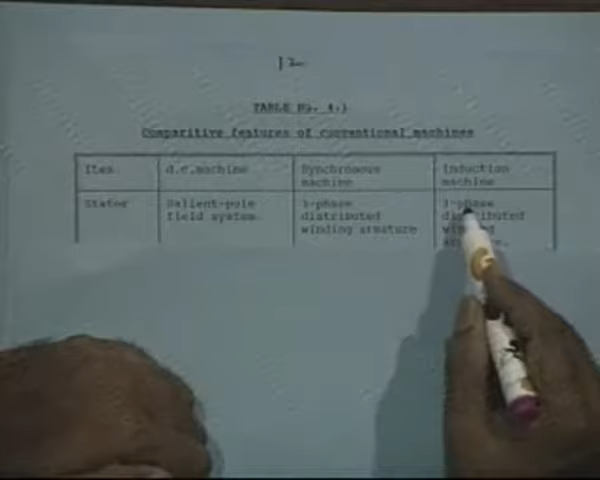 12
TABLE No. 4.1
Comparitive features of conventional machines
Item d.c.machine Synchronous machine Induction machine
Stator Salient-pole field system. 3-phase distributed winding armature 3-phase distributed winding